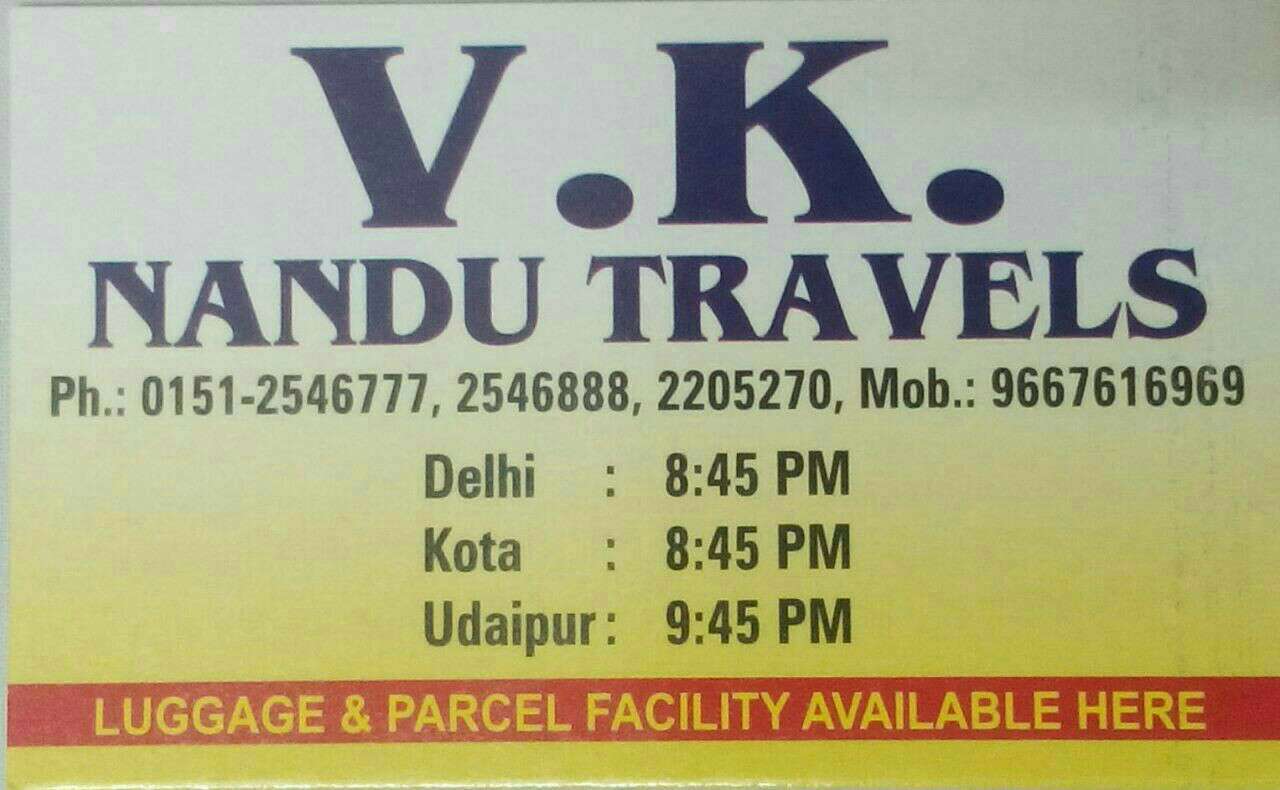 V.K.
NANDU TRAVELS
Ph.: 0151-2546777, 2546888, 2205270, Mob.: 9667616969
Delhi : 8:45 PM
Kota : 8:45 PM
Udaipur : 9:45 PM
LUGGAGE & PARCEL FACILITY AVAILABLE HERE